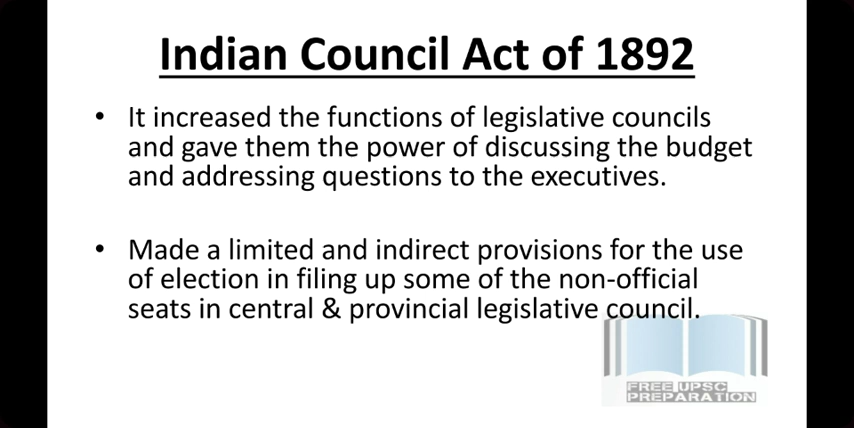 Indian Council Act of 1892
• It increased the functions of legislative councils
and gave them the power of discussing the budget
and addressing questions to the executives.
• Made a limited and indirect provisions for the use
of election in filing up some of the non-official
seats in central & provincial legislative council.
FREE UPSC
PREPARATION